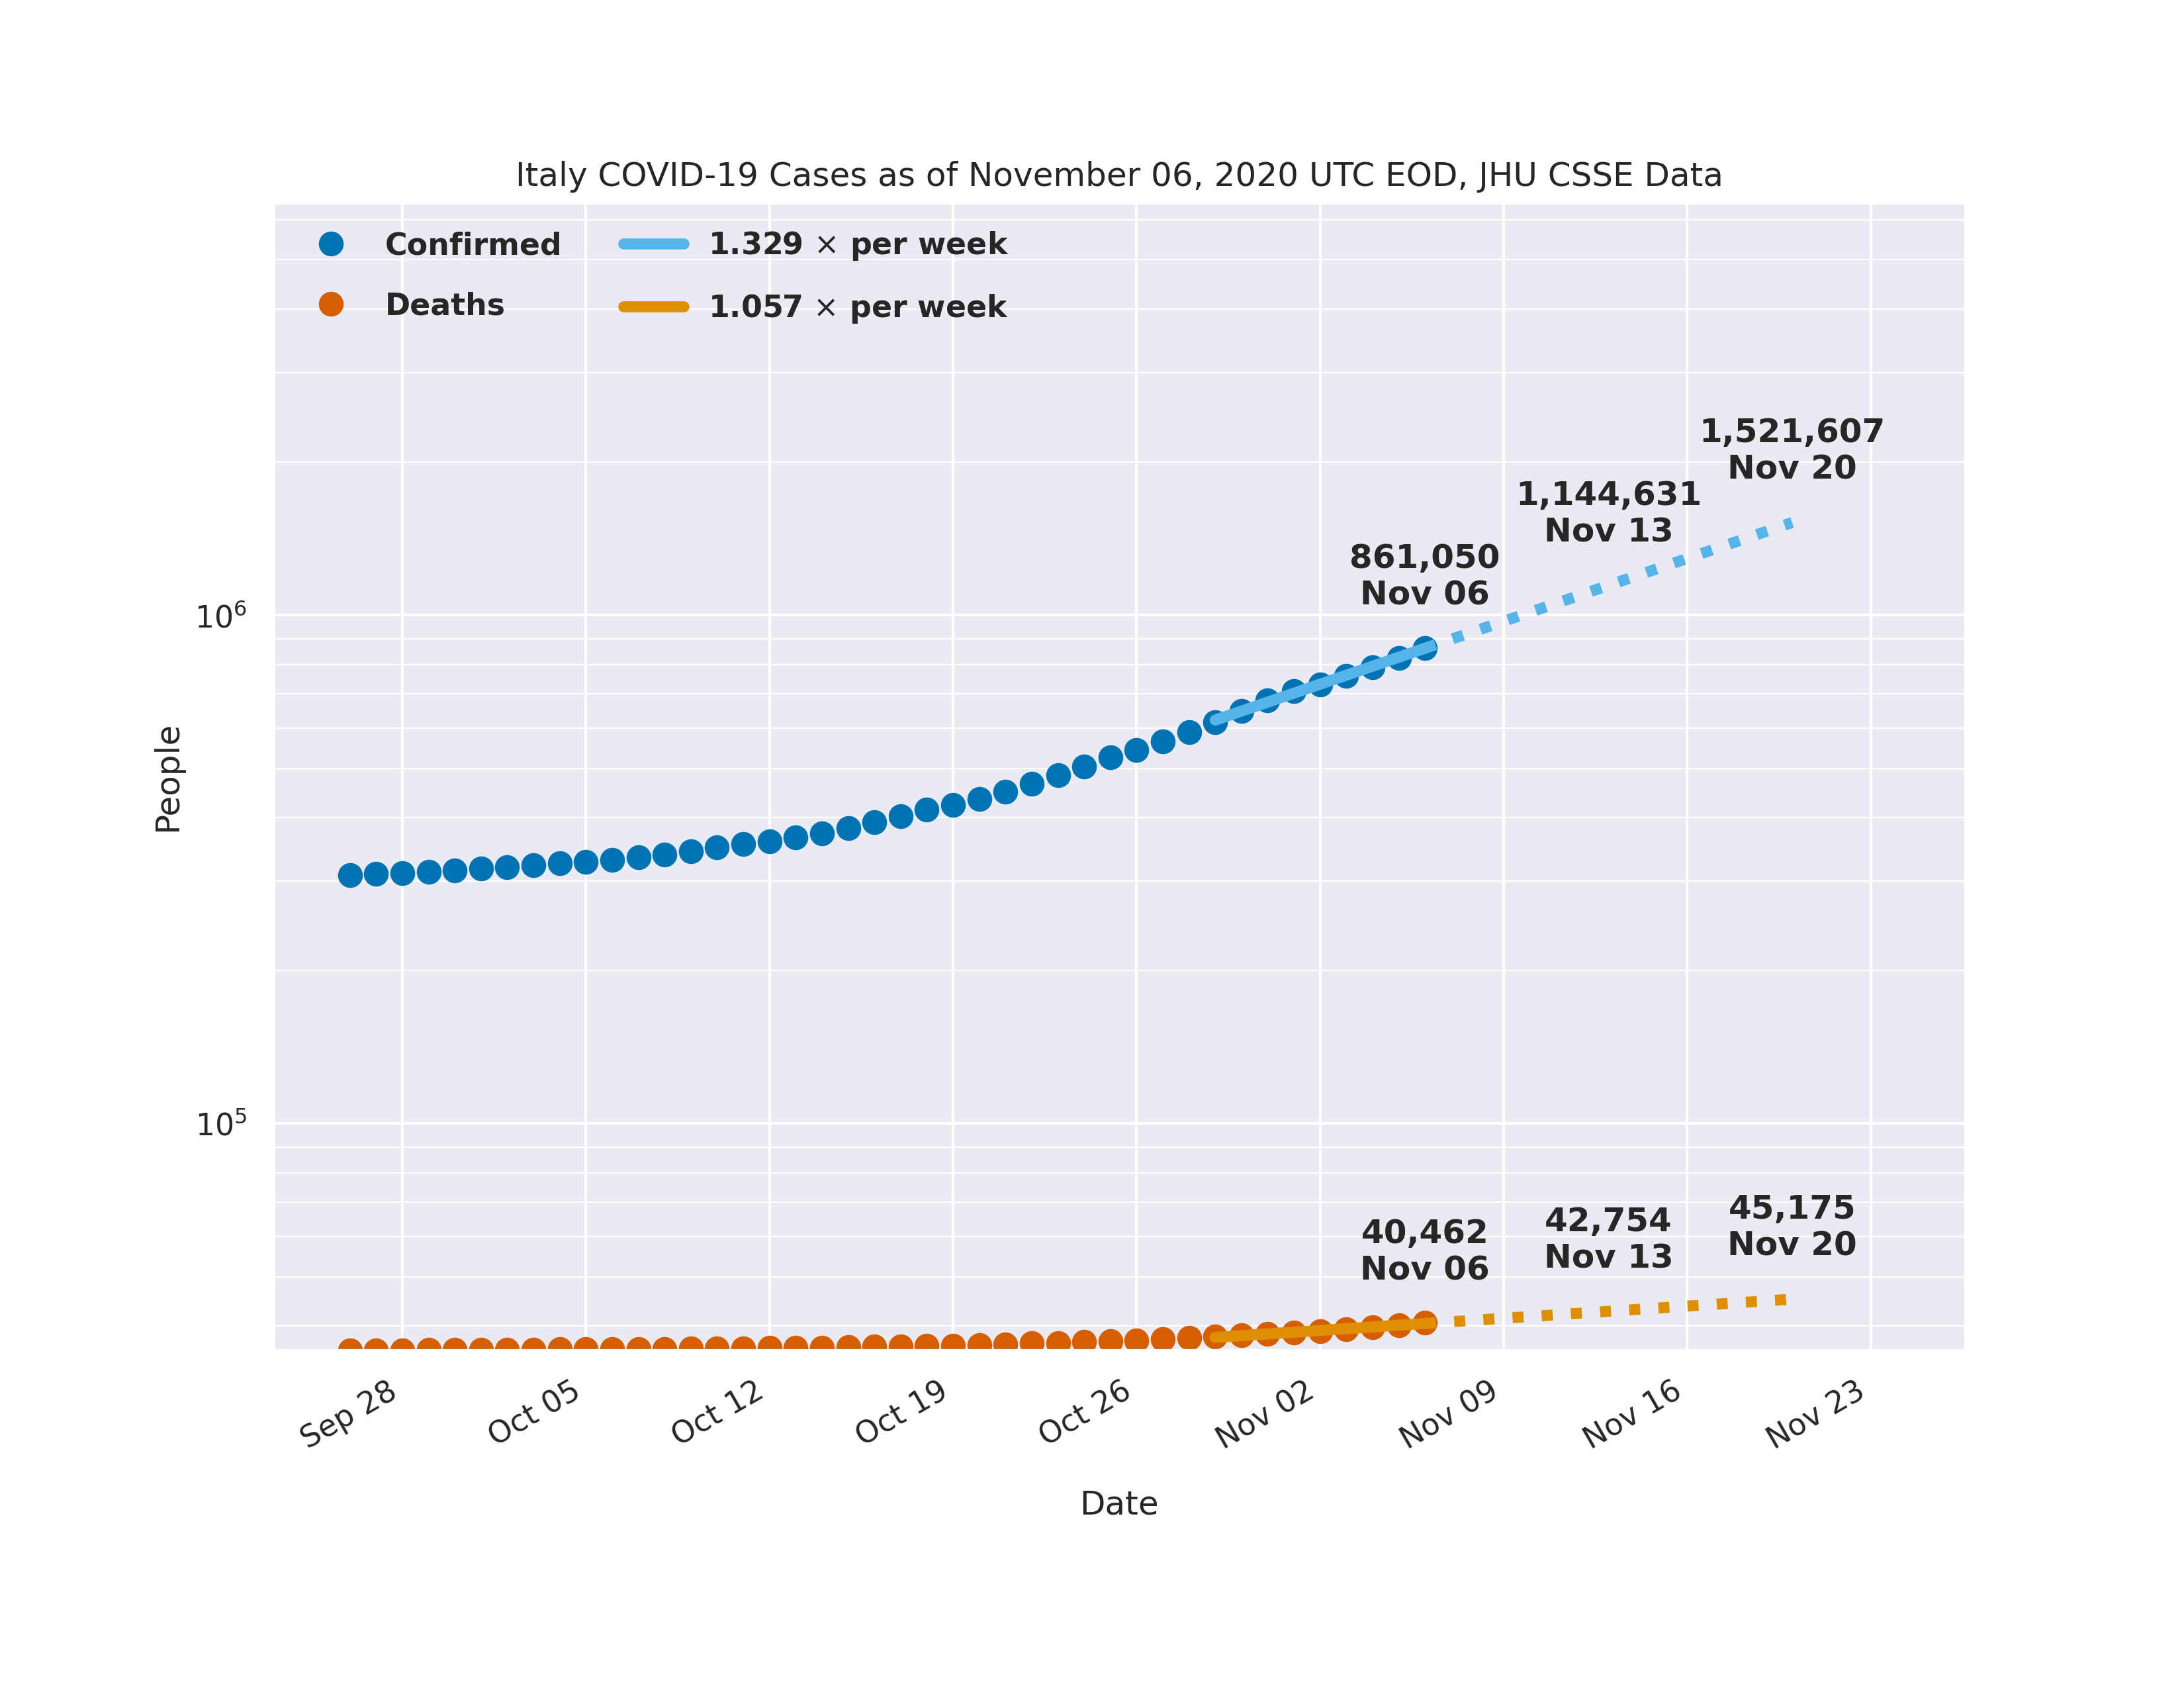 Italy COVID-19 Cases as of November 06, 2020 UTC EOD, JHU CSSE Data
Confirmed
Deaths
1.329 × per week
1.057 × per week
1,521,607
Nov 20
1,144,631
Nov 13
861,050
Nov 06
10⁶
People
10⁵
40,462
Nov 06
42,754
Nov 13
45,175
Nov 20
Sep 28
Oct 05
Oct 12
Oct 19
Oct 26
Nov 02
Nov 09
Nov 16
Nov 23
Date